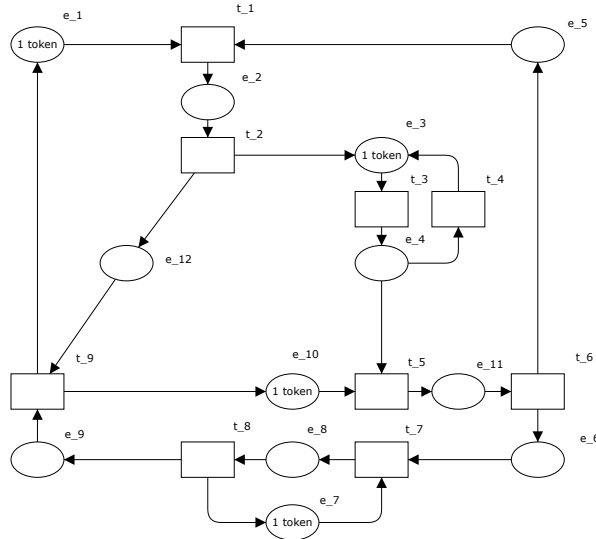 t_1
e_1
e_5
1 token
e_2
t_2
e_3
1 token
t_3
t_4
e_4
e_12
t_9
e_10
t_5
e_11
t_6
1 token
e_9
t_8
e_8
t_7
e_6
e_7
1 token